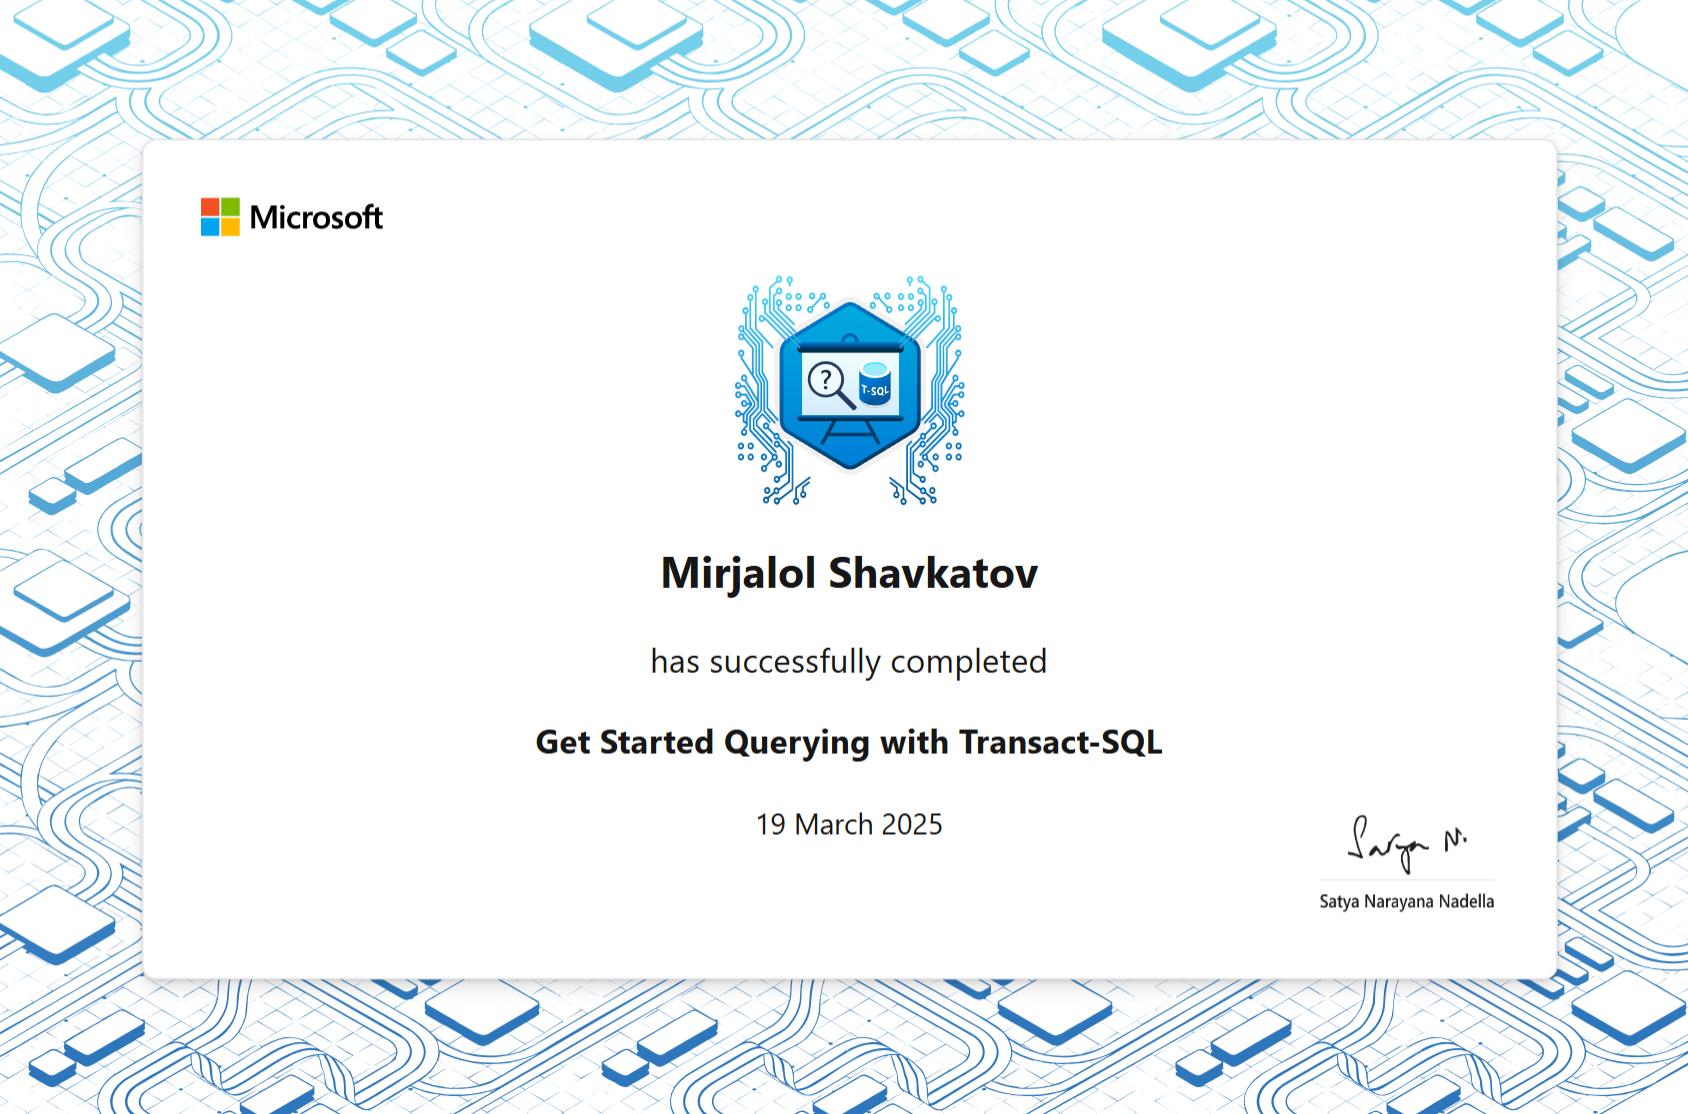 Microsoft
?
T-SQL
Mirjalol Shavkatov
has successfully completed
Get Started Querying with Transact-SQL
19 March 2025
Satya N.
Satya Narayana Nadella